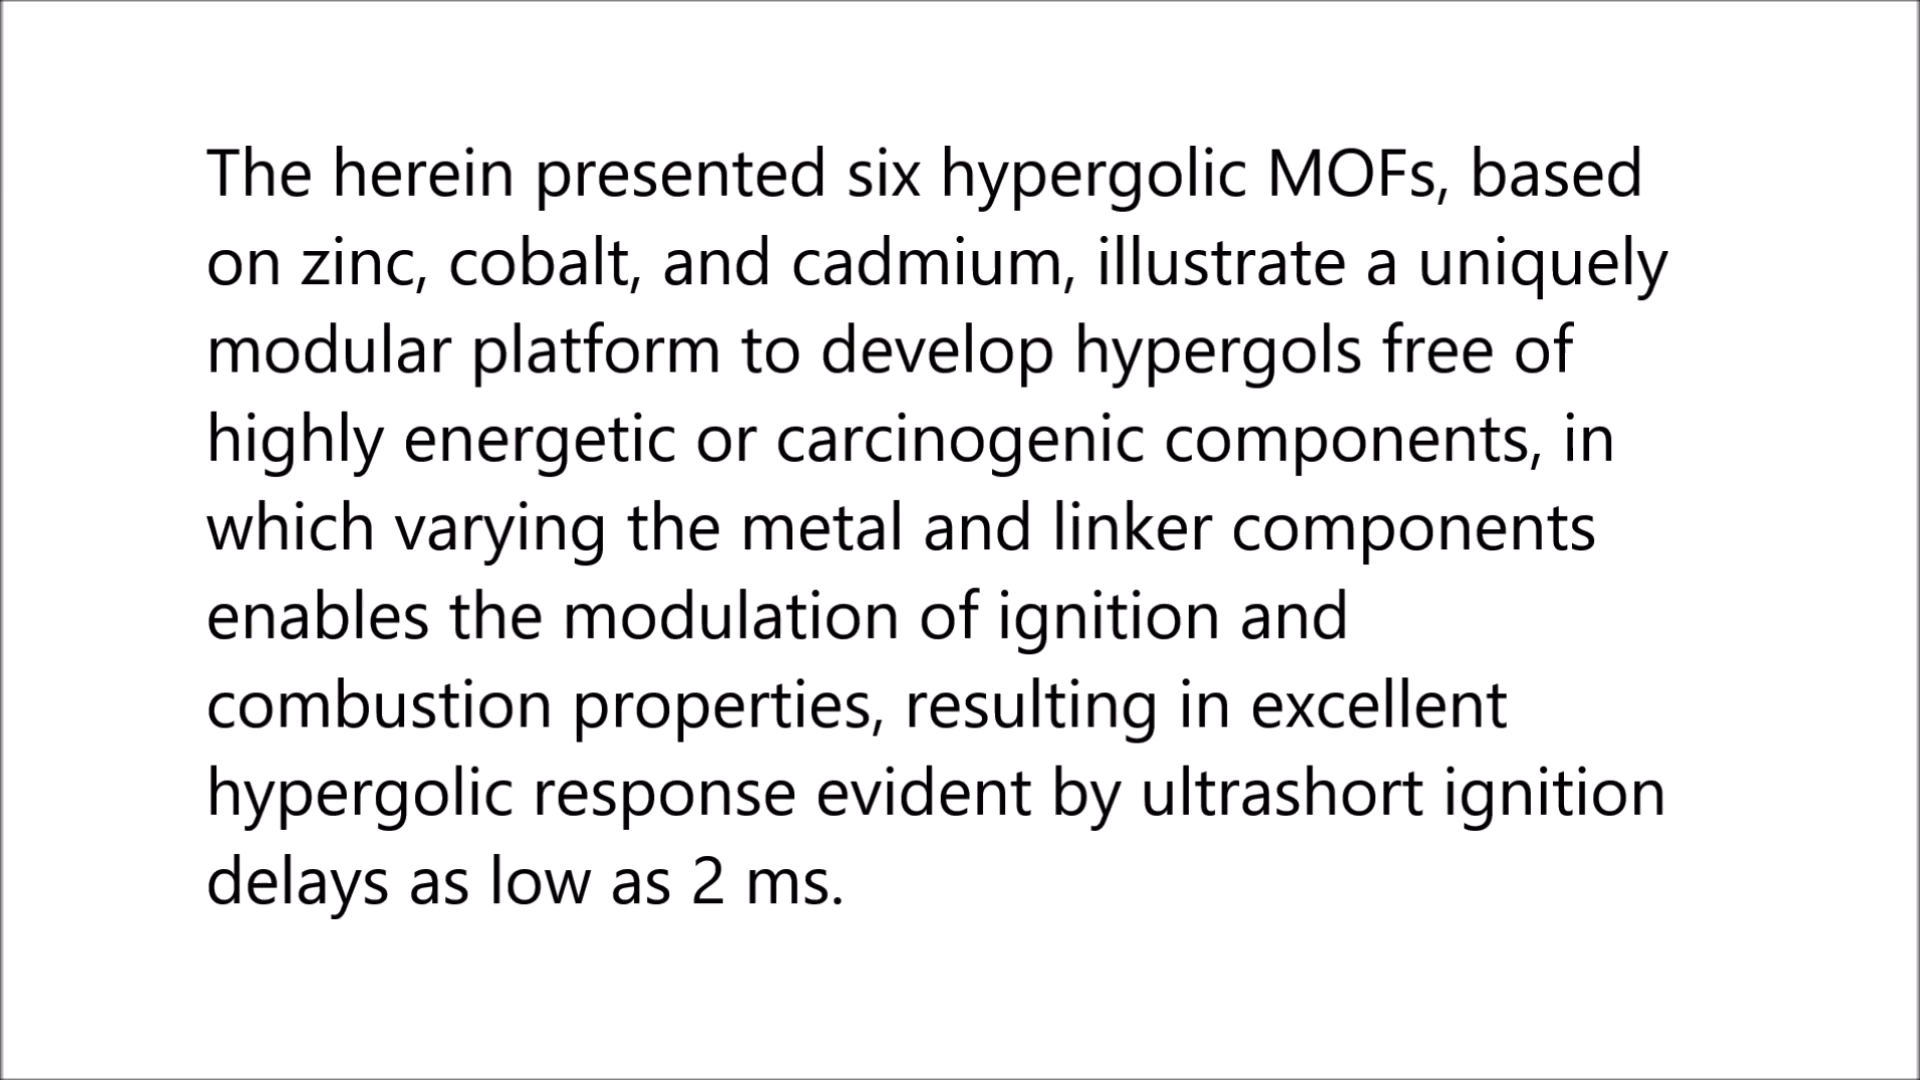 The herein presented six hypergolic MOFs, based
on zinc, cobalt, and cadmium, illustrate a uniquely
modular platform to develop hypergols free of
highly energetic or carcinogenic components, in
which varying the metal and linker components
enables the modulation of ignition and
combustion properties, resulting in excellent
hypergolic response evident by ultrashort ignition
delays as low as 2 ms.